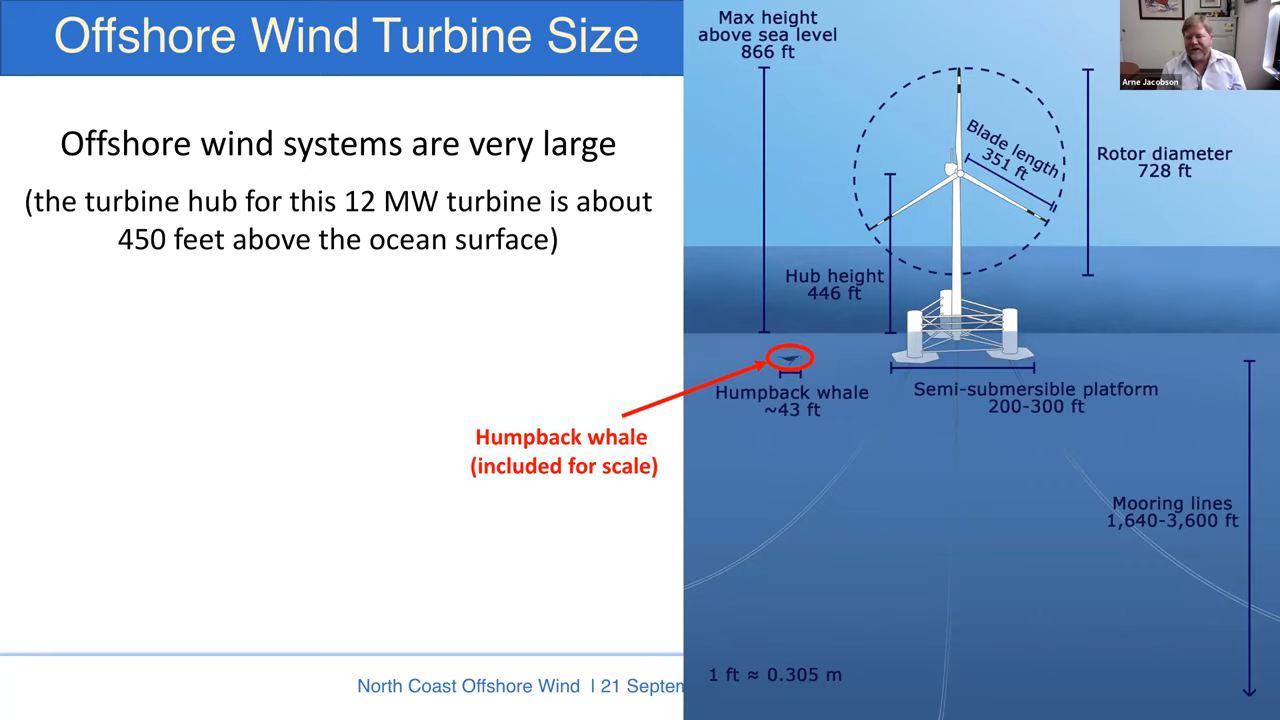 Offshore Wind Turbine Size
Offshore wind systems are very large
(the turbine hub for this 12 MW turbine is about
450 feet above the ocean surface)
Humpback whale
(included for scale)
North Coast Offshore Wind | 21 Septem
Max height
above sea level
866 ft
Blade length
351 ft
Rotor diameter
728 ft
Hub height
446 ft
Humpback whale
~43 ft
Semi-submersible platform
200-300 ft
Mooring lines
1,640-3,600 ft
1 ft ≈ 0.305 m
Arne Jacobson